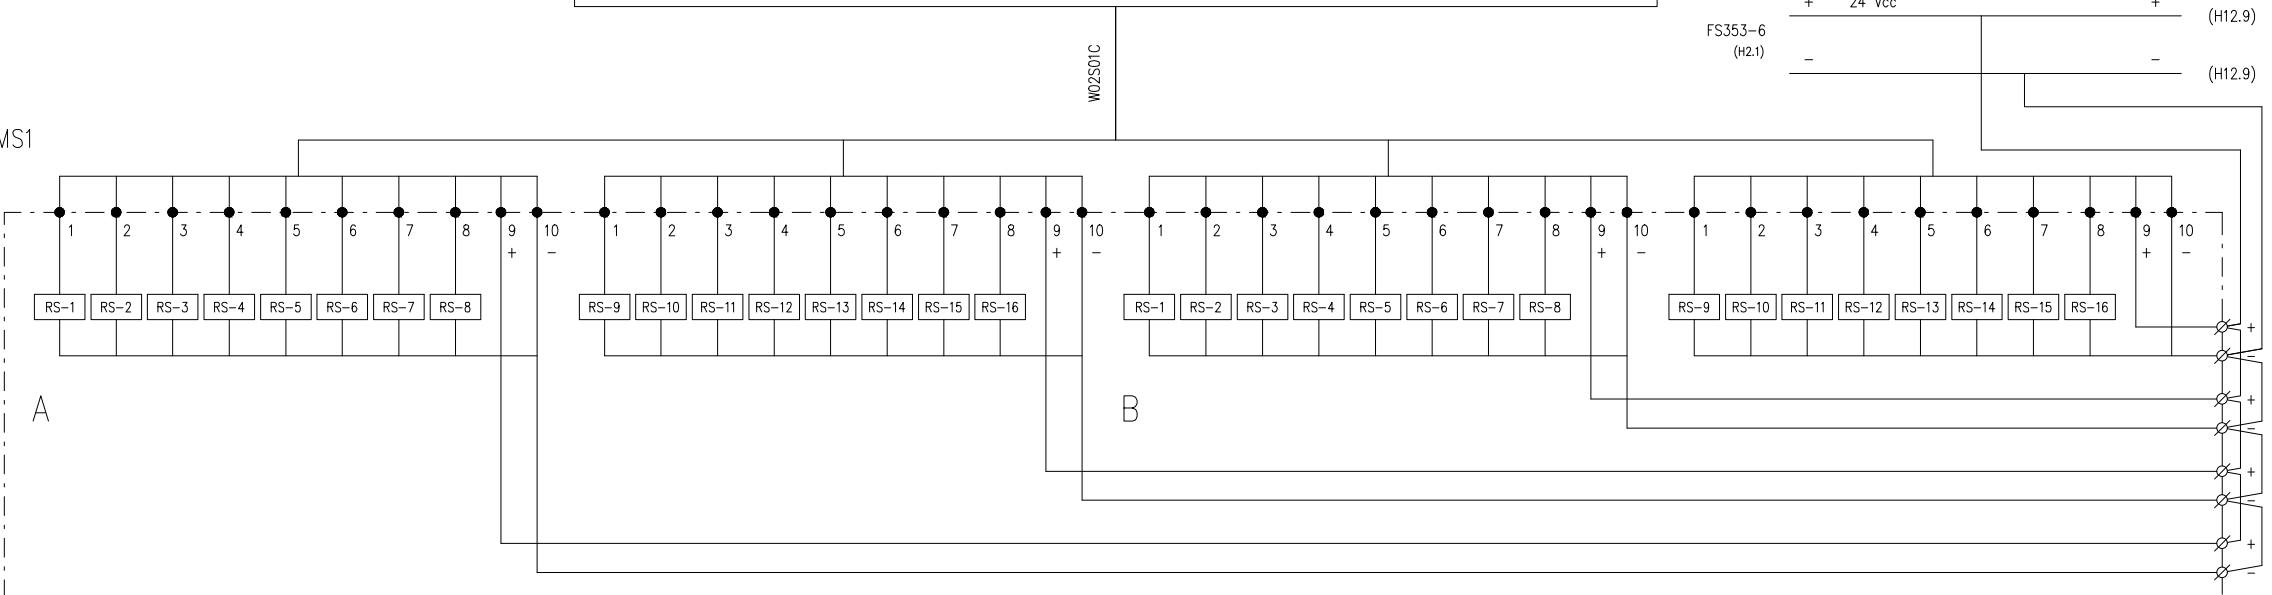 + 24 Vcc +
(H12.9)
FS353-6
(H2.1)
- -
(H12.9)
W02S01C
MS1
1 2 3 4 5 6 7 8 9 10 1 2 3 4 5 6 7 8 9 10 1 2 3 4 5 6 7 8 9 10 1 2 3 4 5 6 7 8 9 10
+ - + - + - + -
RS-1 RS-2 RS-3 RS-4 RS-5 RS-6 RS-7 RS-8 RS-9 RS-10 RS-11 RS-12 RS-13 RS-14 RS-15 RS-16 RS-1 RS-2 RS-3 RS-4 RS-5 RS-6 RS-7 RS-8 RS-9 RS-10 RS-11 RS-12 RS-13 RS-14 RS-15 RS-16
+
-
A B
+
-
+
-
+
-